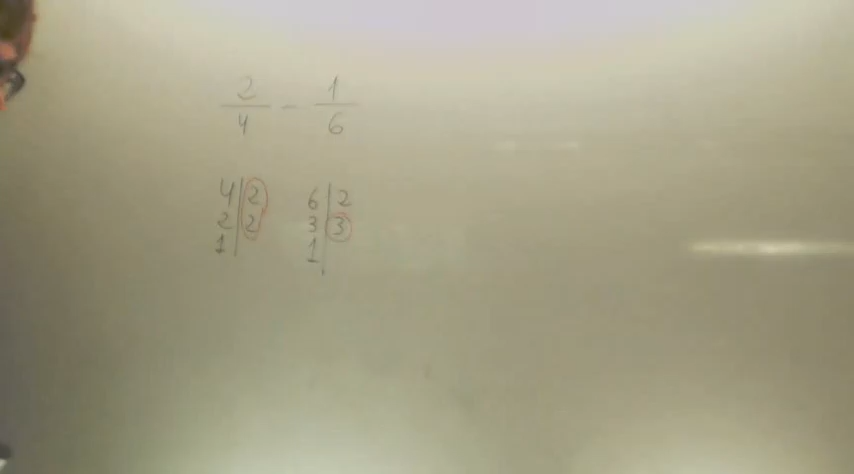 2/4 - 1/6
4 | 2
2 | 2
1 |
6 | 2
3 | 3
1 |